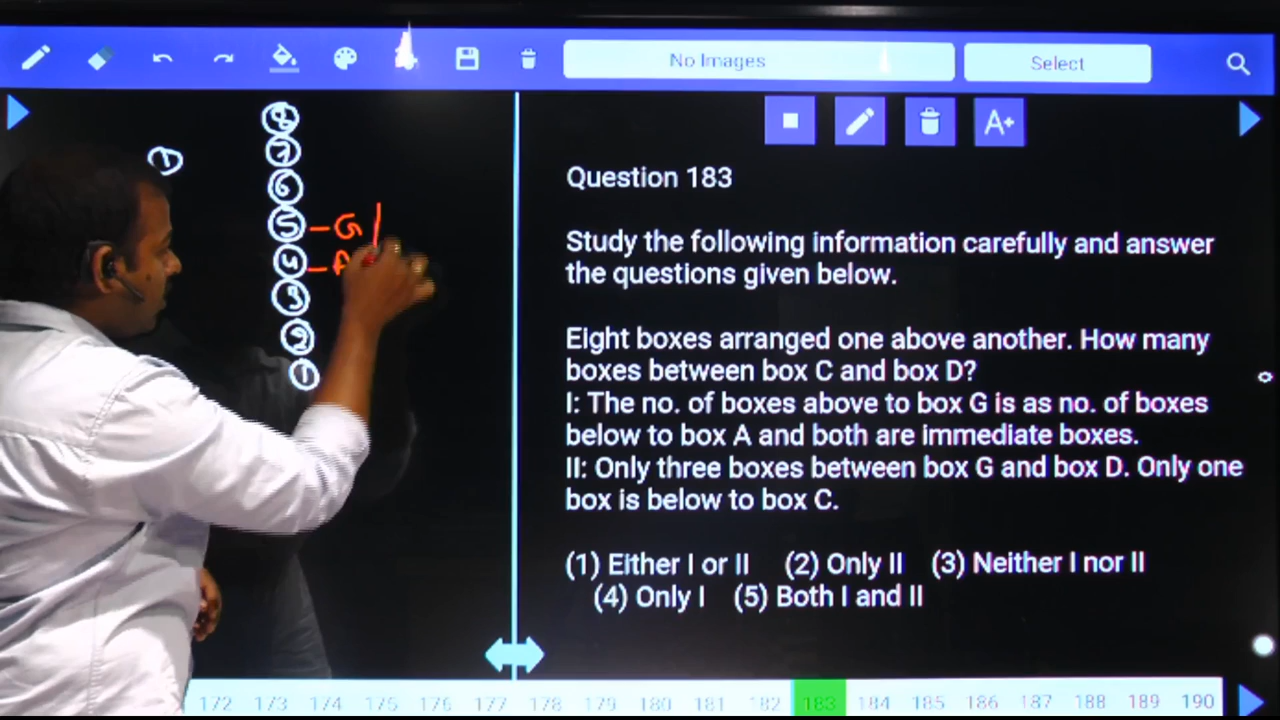 No Images
Select
A+
1
8
7
6
5 – G
4 –
3
2
1
Question 183
Study the following information carefully and answer
the questions given below.
Eight boxes arranged one above another. How many
boxes between box C and box D?
I: The no. of boxes above to box G is as no. of boxes
below to box A and both are immediate boxes.
II: Only three boxes between box G and box D. Only one
box is below to box C.
(1) Either I or II (2) Only II (3) Neither I nor II
(4) Only I (5) Both I and II
172 173 174 175 176 177 178 179 180 181 182 183 184 185 186 187 188 189 190